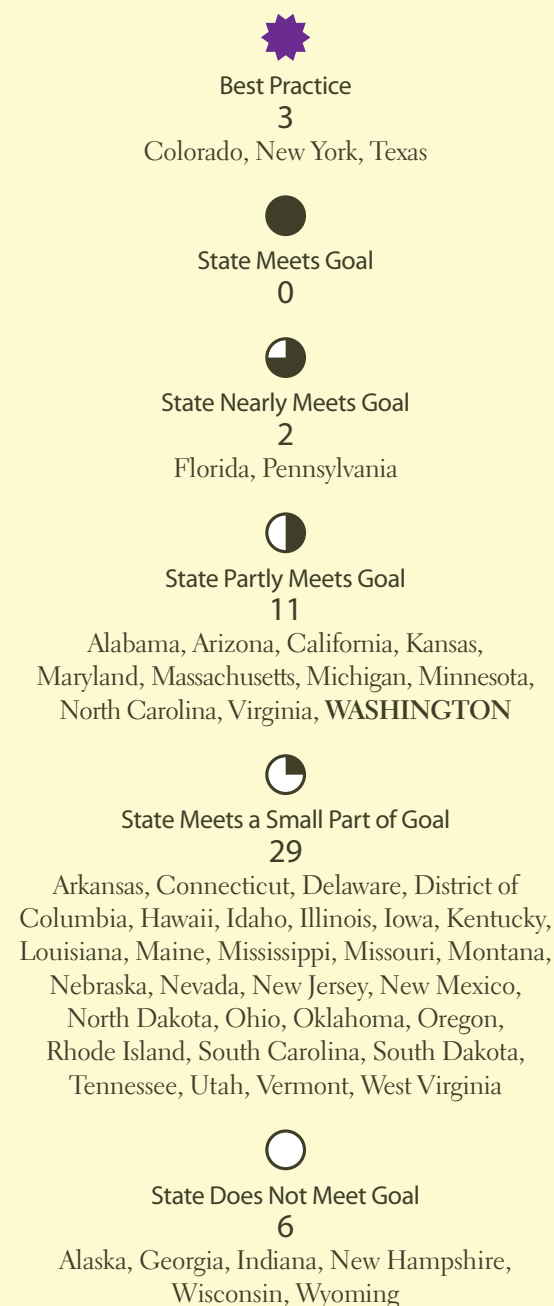 Best Practice
3
Colorado, New York, Texas
State Meets Goal
0
State Nearly Meets Goal
2
Florida, Pennsylvania
State Partly Meets Goal
11
Alabama, Arizona, California, Kansas,
Maryland, Massachusetts, Michigan, Minnesota,
North Carolina, Virginia, WASHINGTON
State Meets a Small Part of Goal
29
Arkansas, Connecticut, Delaware, District of
Columbia, Hawaii, Idaho, Illinois, Iowa, Kentucky,
Louisiana, Maine, Mississippi, Missouri, Montana,
Nebraska, Nevada, New Jersey, New Mexico,
North Dakota, Ohio, Oklahoma, Oregon,
Rhode Island, South Carolina, South Dakota,
Tennessee, Utah, Vermont, West Virginia
State Does Not Meet Goal
6
Alaska, Georgia, Indiana, New Hampshire,
Wisconsin, Wyoming